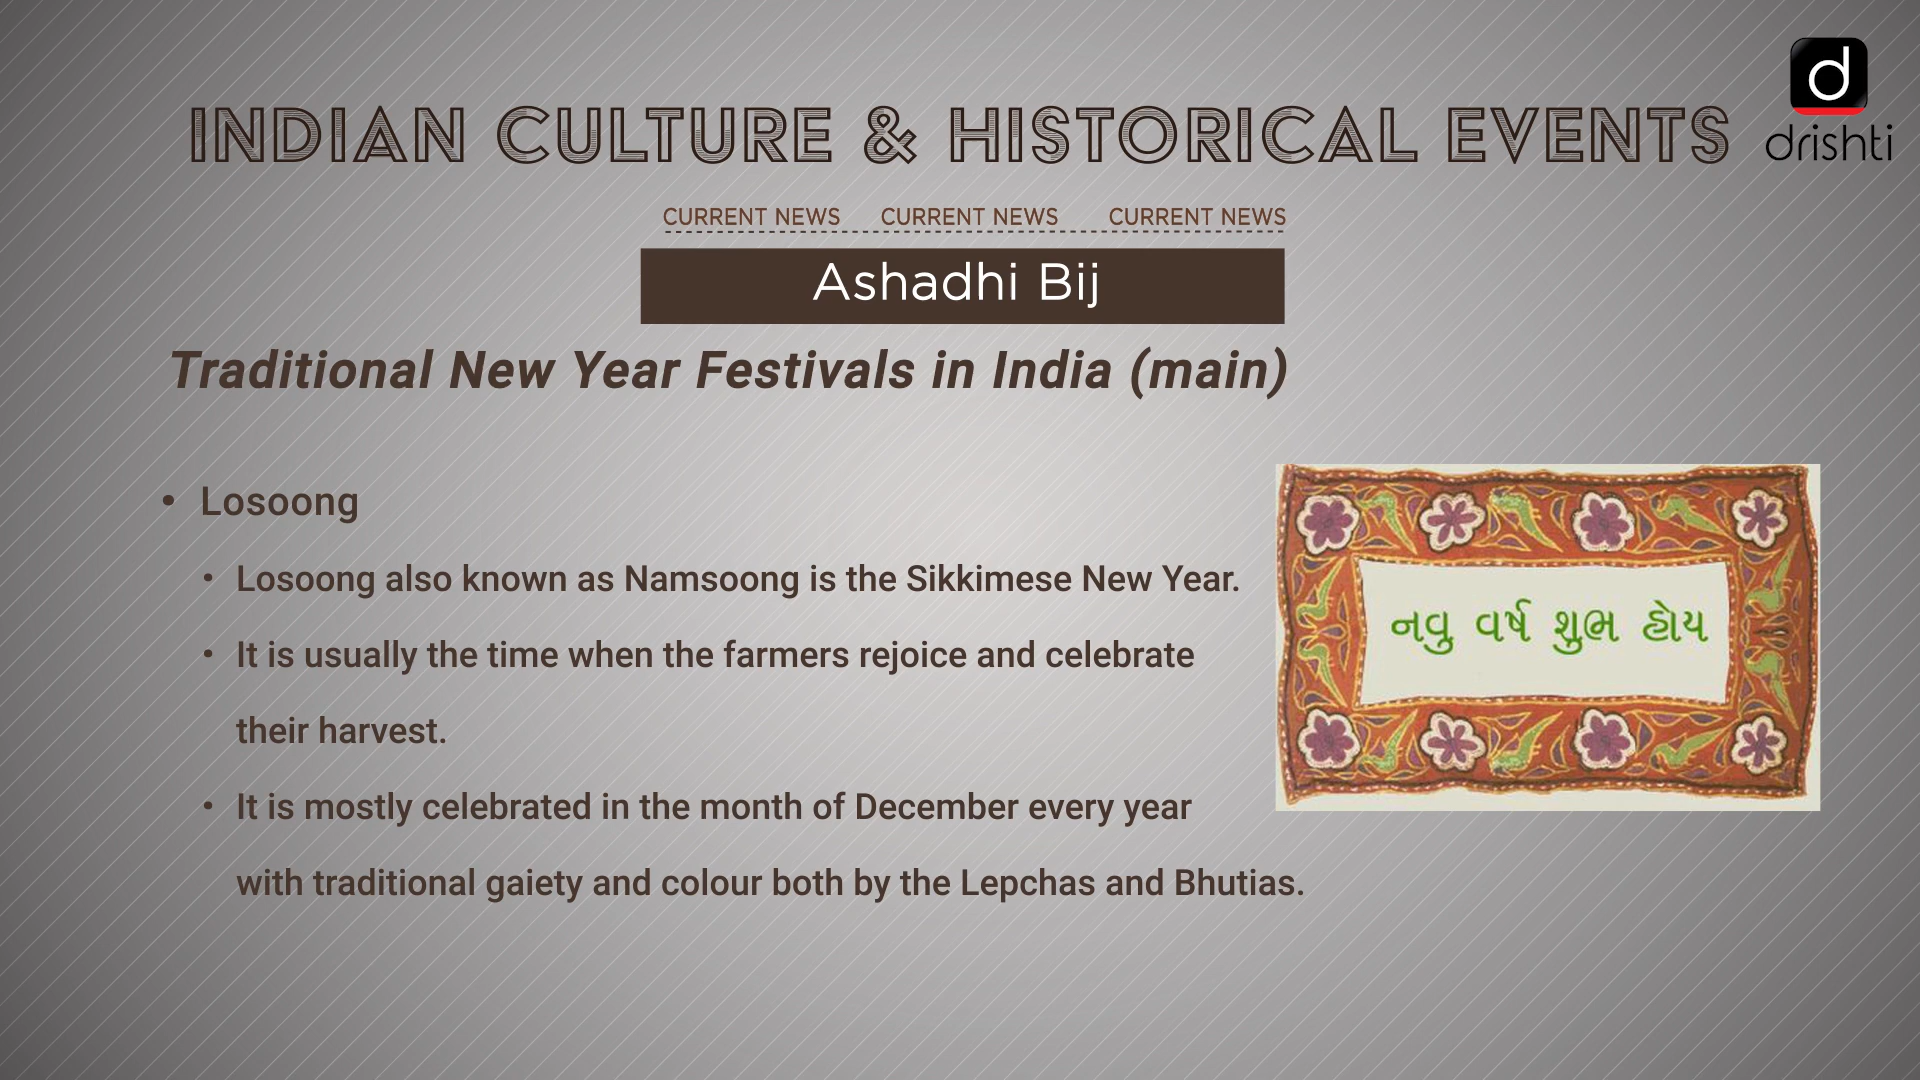 INDIAN CULTURE & HISTORICAL EVENTS
d
drishti
CURRENT NEWS CURRENT NEWS CURRENT NEWS
Ashadhi Bij
Traditional New Year Festivals in India (main)
• Losoong
• Losoong also known as Namsoong is the Sikkimese New Year.
• It is usually the time when the farmers rejoice and celebrate
their harvest.
• It is mostly celebrated in the month of December every year
with traditional gaiety and colour both by the Lepchas and Bhutias.
નવુ વર્ષ શુભ હોય